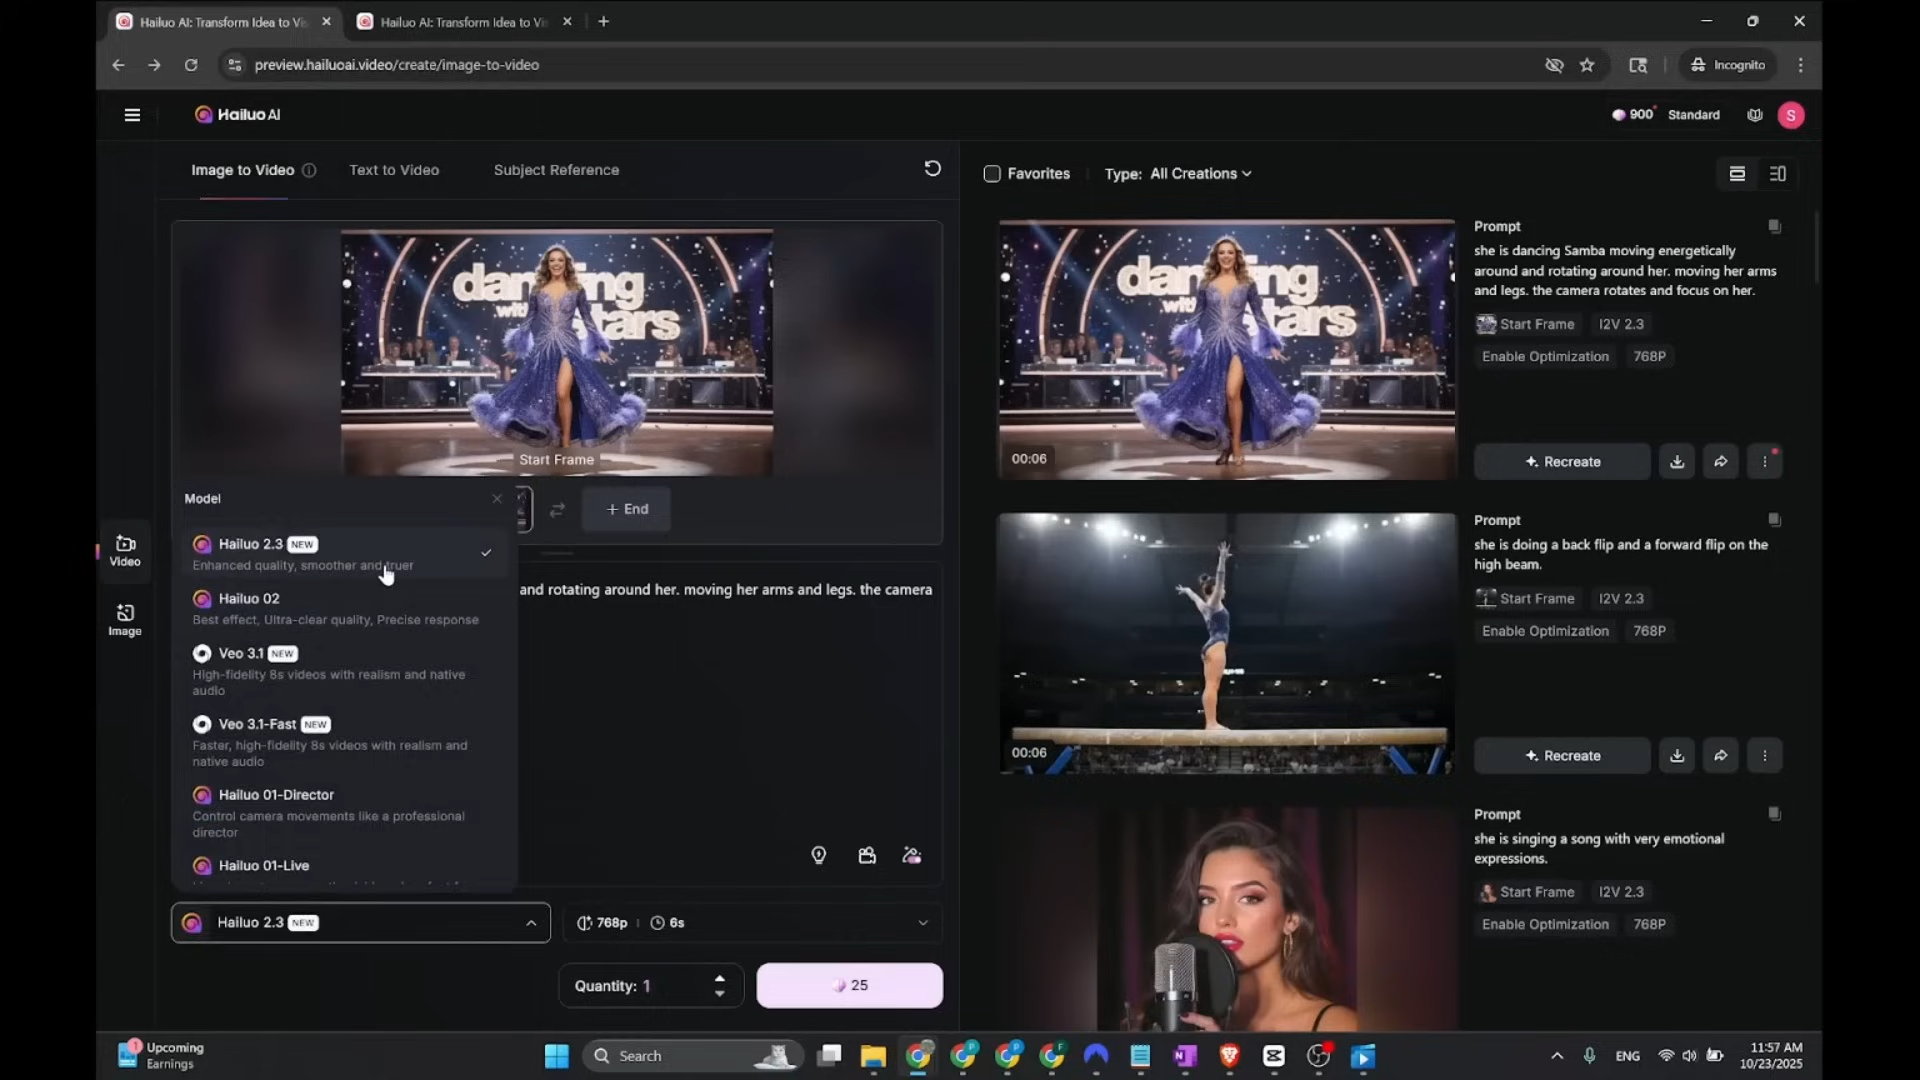 Hailuo AI: Transform Idea to Vi
Hailuo AI: Transform Idea to Vi
preview.hailuoai.video/create/image-to-video
Incognito
Hailuo AI
900
Standard
S
Image to Video
Text to Video
Subject Reference
Favorites
Type: All Creations
dancing
with the
stars
Start Frame
Model
+ End
Hailuo 2.3 NEW
Enhanced quality, smoother and truer
Hailuo 02
Best effect, Ultra-clear quality, Precise response
Veo 3.1 NEW
High-fidelity 8s videos with realism and native
audio
Veo 3.1-Fast NEW
Faster, high-fidelity 8s videos with realism and
native audio
Hailuo 01-Director
Control camera movements like a professional
director
Hailuo 01-Live
and rotating around her. moving her arms and legs. the camera
Video
Image
Hailuo 2.3 NEW
768p
6s
Quantity: 1
25
dancing
with the
stars
00:06
Prompt
she is dancing Samba moving energetically
around and rotating around her. moving her arms
and legs. the camera rotates and focus on her.
Start Frame
I2V 2.3
Enable Optimization
768P
Recreate
00:06
Prompt
she is doing a back flip and a forward flip on the
high beam.
Start Frame
I2V 2.3
Enable Optimization
768P
Recreate
Prompt
she is singing a song with very emotional
expressions.
Start Frame
I2V 2.3
Enable Optimization
768P
1
Upcoming
Earnings
Search
P
P
F
ENG
11:57 AM
10/23/2025